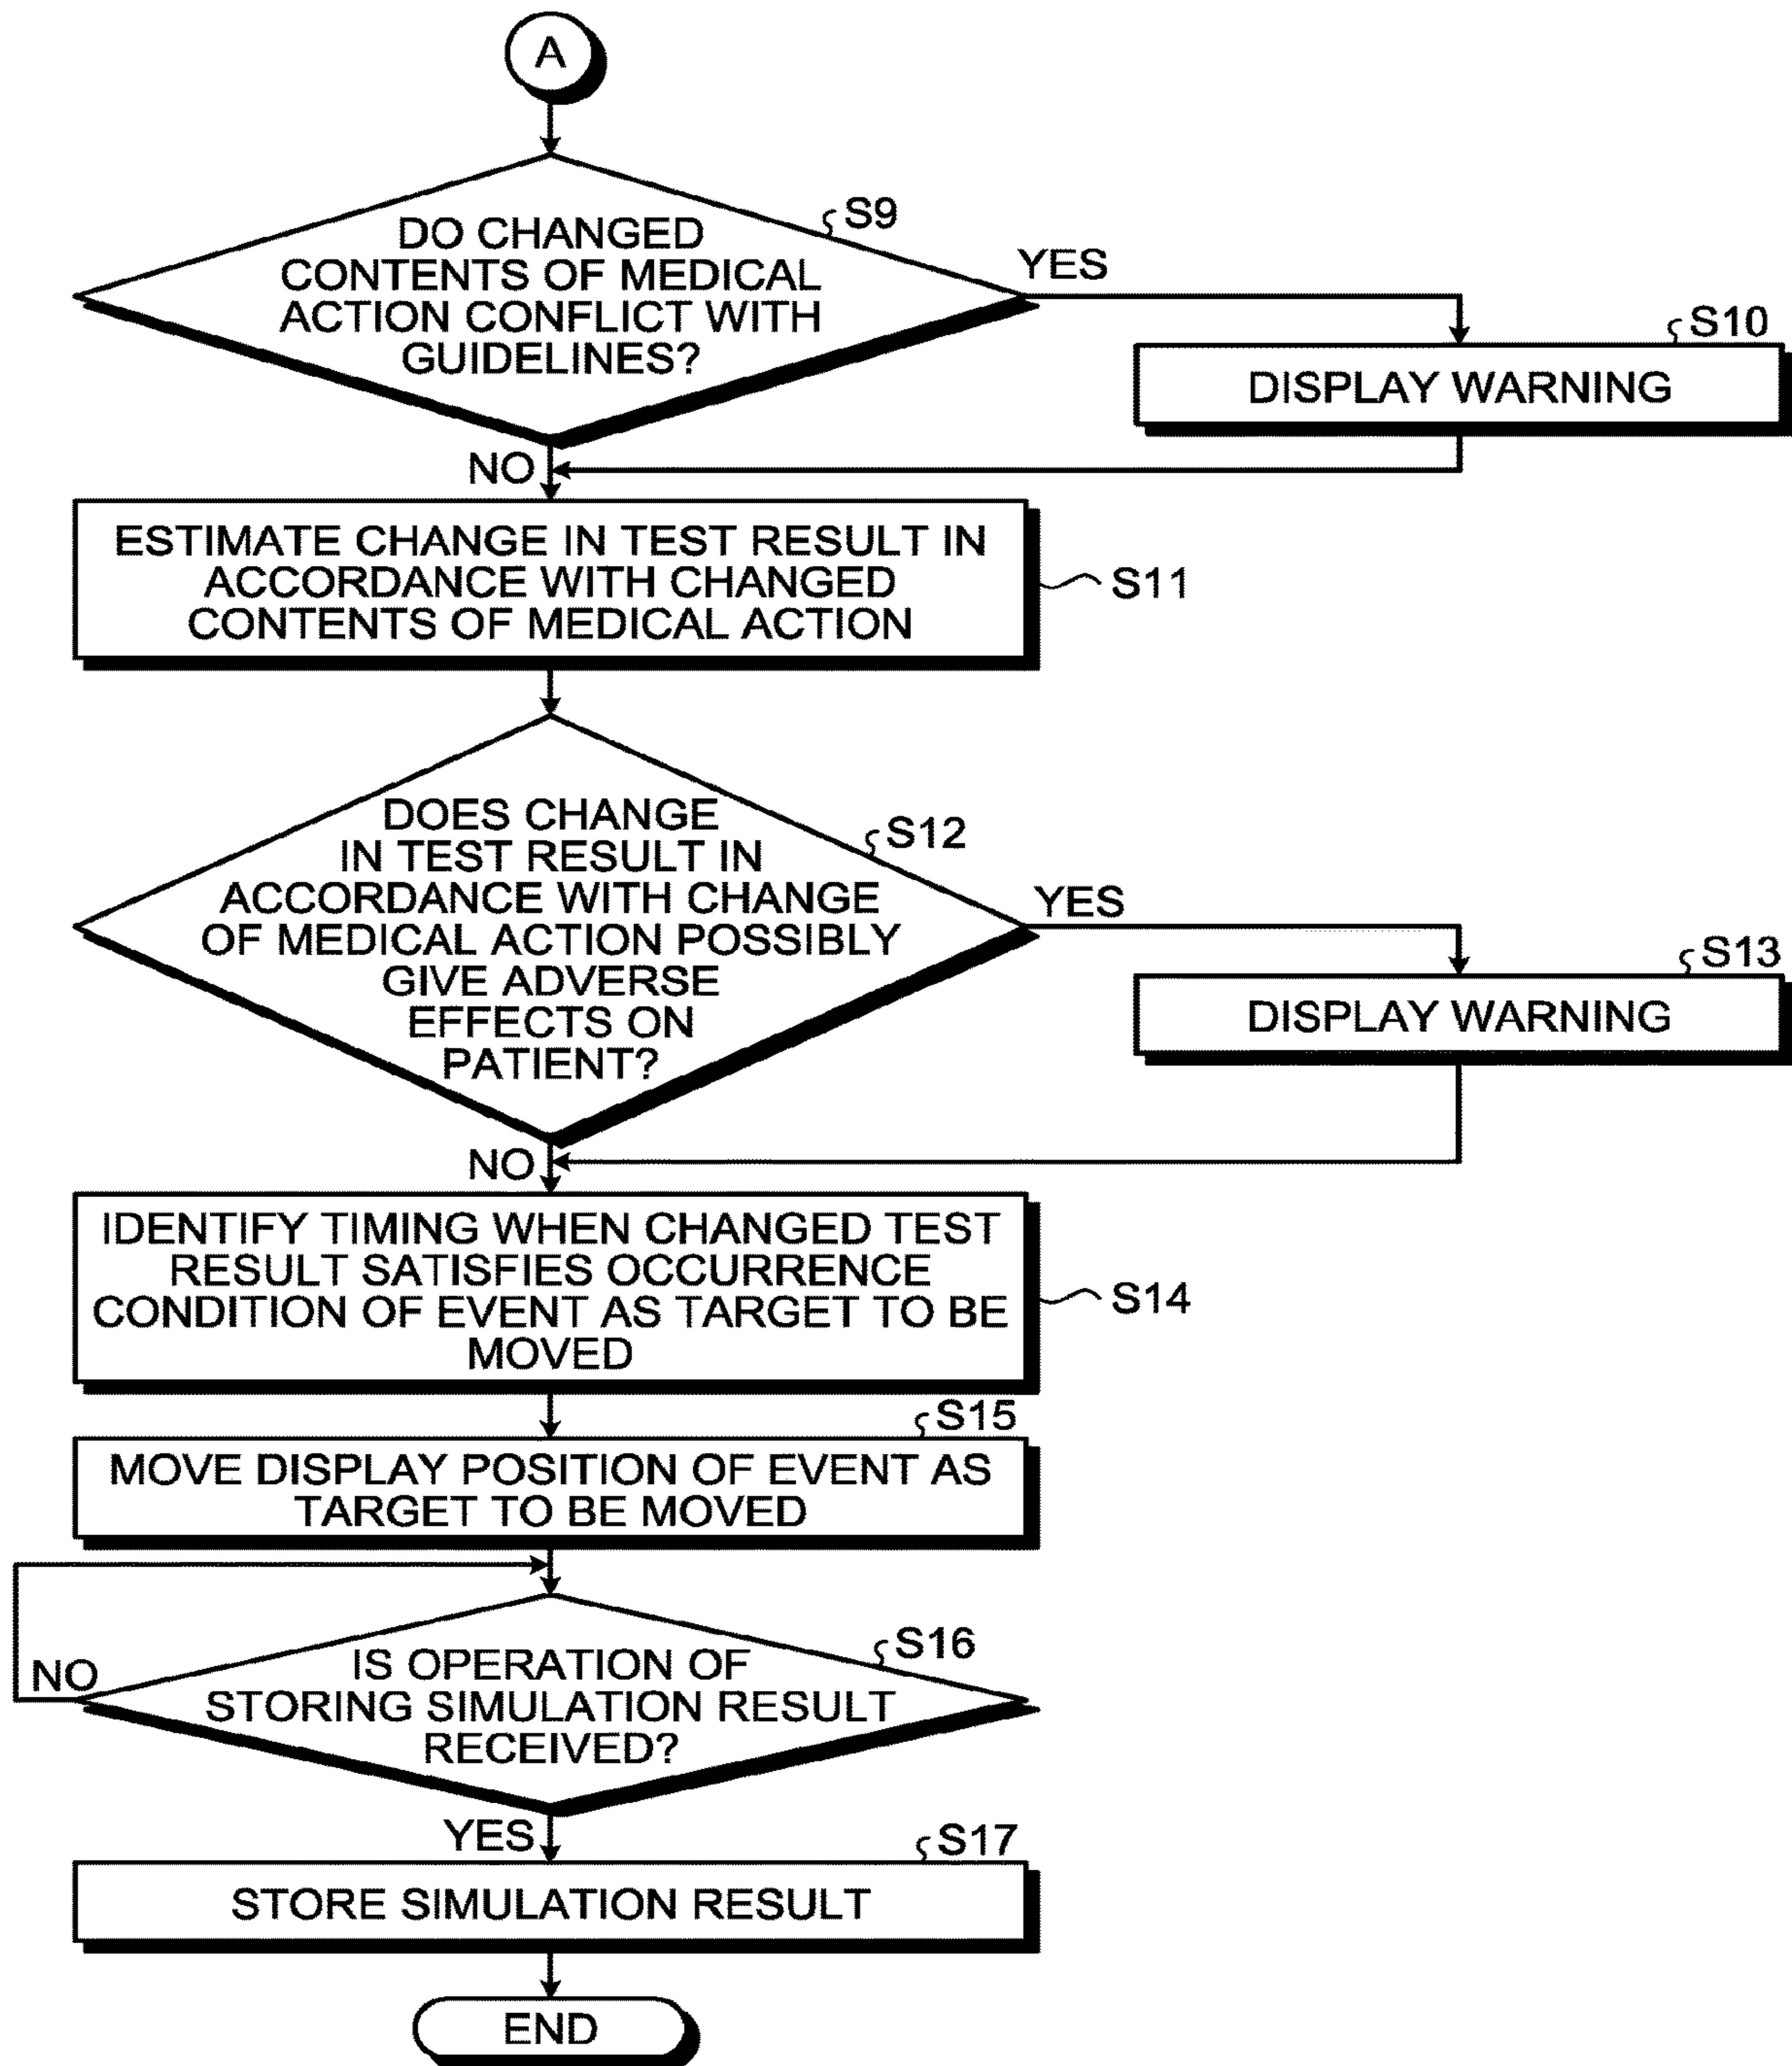 A
S9
DO CHANGED
CONTENTS OF MEDICAL
ACTION CONFLICT WITH
GUIDELINES?
YES
S10
DISPLAY WARNING
NO
ESTIMATE CHANGE IN TEST RESULT IN
ACCORDANCE WITH CHANGED
CONTENTS OF MEDICAL ACTION
S11
DOES CHANGE
IN TEST RESULT IN
ACCORDANCE WITH CHANGE
OF MEDICAL ACTION POSSIBLY
GIVE ADVERSE
EFFECTS ON
PATIENT?
S12
YES
S13
DISPLAY WARNING
NO
IDENTIFY TIMING WHEN CHANGED TEST
RESULT SATISFIES OCCURRENCE
CONDITION OF EVENT AS TARGET TO BE
MOVED
S14
S15
MOVE DISPLAY POSITION OF EVENT AS
TARGET TO BE MOVED
S16
NO
IS OPERATION OF
STORING SIMULATION RESULT
RECEIVED?
YES
S17
STORE SIMULATION RESULT
END